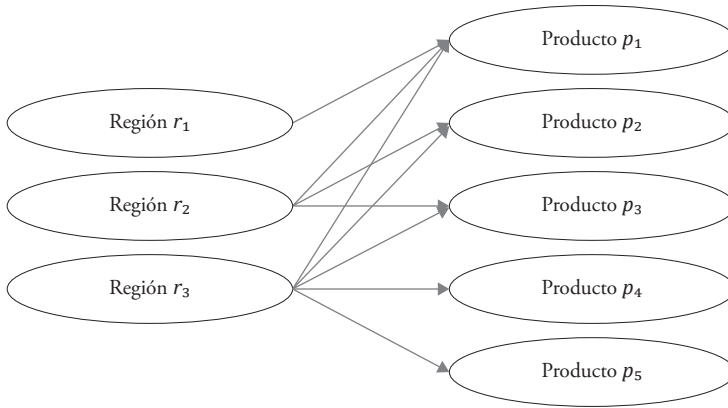 Región r₁
Región r₂
Región r₃
Producto p₁
Producto p₂
Producto p₃
Producto p₄
Producto p₅